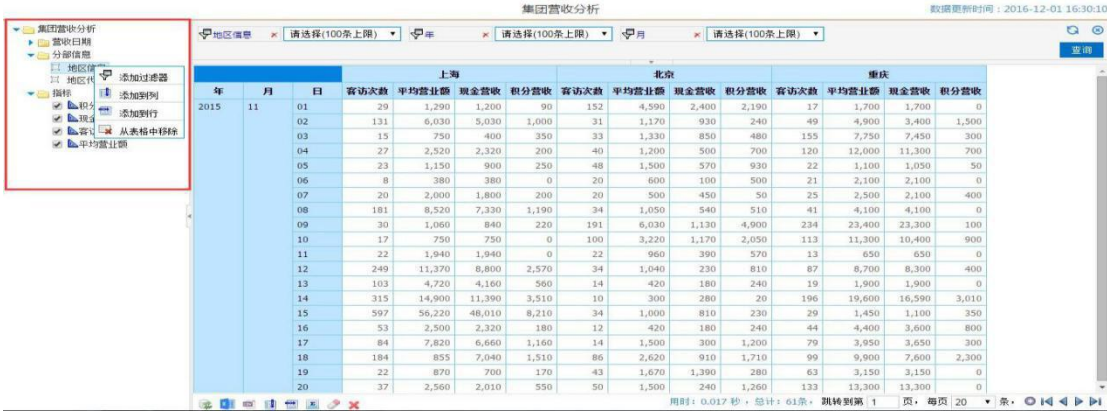 集团营收分析
数据更新时间：2016-12-01 16:30:10
集团营收分析
营收日期
分部信息
地区信息
地区代
指标
积分
现金
客访
平均营业额
添加过滤器
添加到列
添加到行
从表格中移除
地区信息 请选择(100条上限) 年 请选择(100条上限) 月 请选择(100条上限)
查询
上海 北京 重庆
年 月 日 客访次数 平均营业额 现金营收 积分营收 客访次数 平均营业额 现金营收 积分营收 客访次数 平均营业额 现金营收 积分营收
2015 11 01 29 1,290 1,200 90 152 4,590 2,400 2,190 17 1,700 1,700 0
02 131 6,030 5,030 1,000 31 1,170 930 240 49 4,900 3,400 1,500
03 15 750 400 350 33 1,330 850 480 155 7,750 7,450 300
04 27 2,520 2,320 200 40 1,200 500 700 120 12,000 11,300 700
05 23 1,150 900 250 48 1,500 570 930 22 1,100 1,050 50
06 8 380 380 0 20 600 100 500 21 2,100 2,100 0
07 20 2,000 1,800 200 20 500 450 50 25 2,500 2,100 400
08 181 8,520 7,330 1,190 34 1,050 540 510 41 4,100 4,100 0
09 30 1,060 840 220 191 6,030 1,130 4,900 234 23,400 23,300 100
10 17 750 750 0 100 3,220 1,170 2,050 113 11,300 10,400 900
11 22 1,940 1,940 0 22 960 390 570 13 650 650 0
12 249 11,370 8,800 2,570 34 1,040 230 810 87 8,700 8,300 400
13 103 4,720 4,160 560 14 420 180 240 19 1,900 1,900 0
14 315 14,900 11,390 3,510 10 300 280 20 196 19,600 16,590 3,010
15 597 56,220 48,010 8,210 34 1,000 810 230 29 1,450 1,100 350
16 53 2,500 2,320 180 12 420 180 240 44 4,400 3,600 800
17 84 7,820 6,660 1,160 14 1,500 300 1,200 79 3,950 3,650 300
18 184 855 7,040 1,510 86 2,620 910 1,710 99 9,900 7,600 2,300
19 22 870 700 170 43 1,670 1,390 280 63 3,150 3,150 0
20 37 2,560 2,010 550 50 1,500 240 1,260 133 13,300 13,300 0
用时：0.017 秒，总计：61条， 跳转到第 1 页， 每页 20 条，